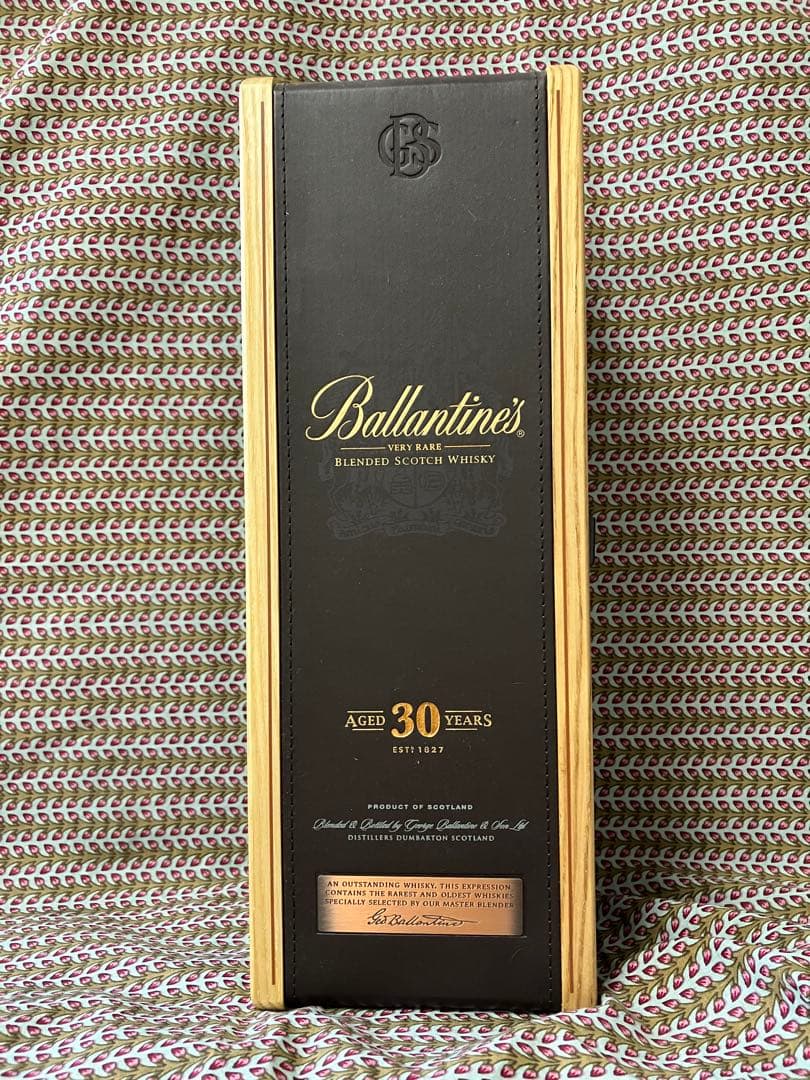 GBS
Ballantine's®
VERY RARE
BLENDED SCOTCH WHISKY
AGED 30 YEARS
ESTD 1827
PRODUCT OF SCOTLAND
Blended & Bottled by George Ballantine & Son Ltd
DISTILLERS DUMBARTON SCOTLAND
AN OUTSTANDING WHISKY, THIS EXPRESSION
CONTAINS THE RAREST AND OLDEST WHISKIES
SPECIALLY SELECTED BY OUR MASTER BLENDER
Geo Ballantine